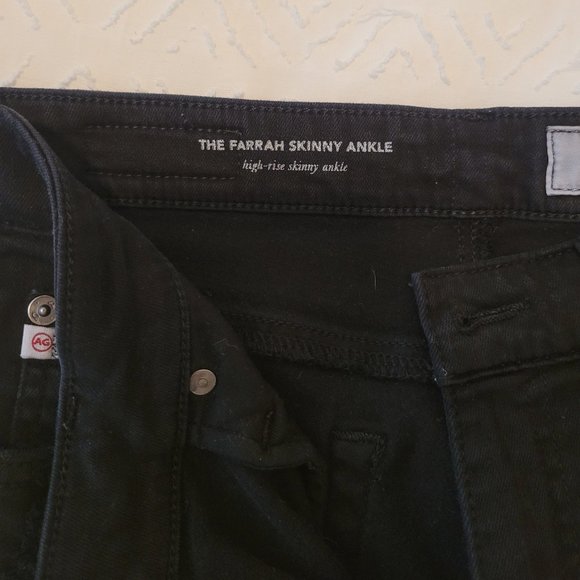 THE FARRAH SKINNY ANKLE
high-rise skinny ankle
AG